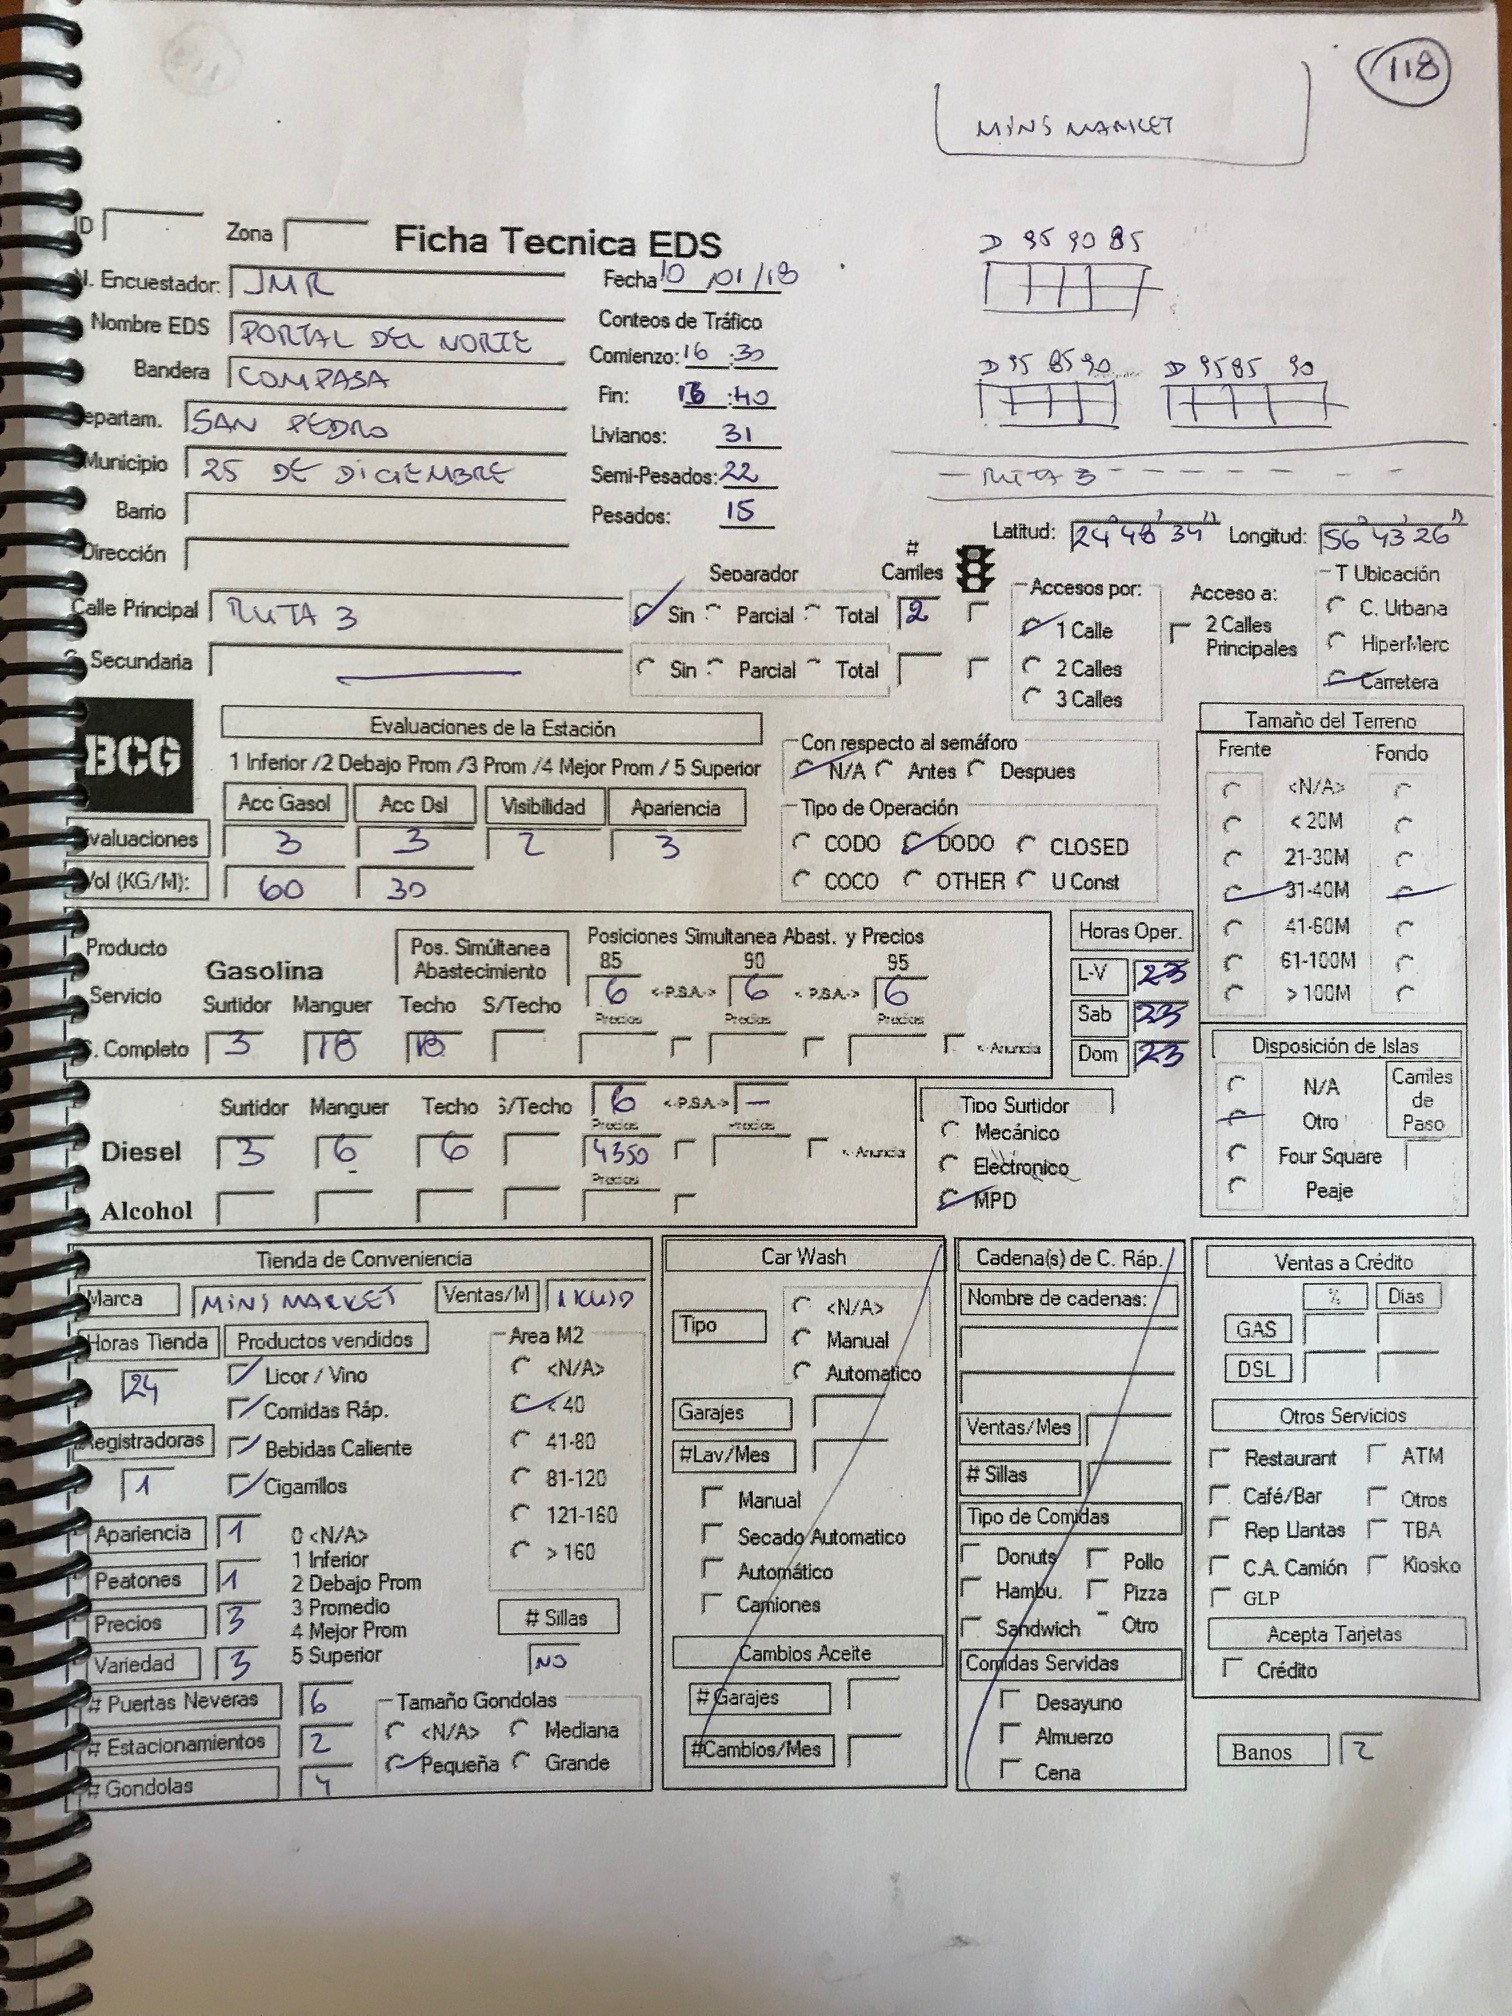 118
MINI MARKET
ID Zona Ficha Tecnica EDS
D 95 90 85
N. Encuestador: JMR Fecha 10/01/18
Nombre EDS PORTAL DEL NORTE Conteos de Tráfico
Bandera COMPASA Comienzo: 16:30
D 95 85 90 D 95 85 90
Departam. SAN PEDRO Fin: 16:40
Livianos: 31
Municipio 25 DE DICIEMBRE Semi-Pesados: 22
RUTA 3
Barrio Pesados: 15
Dirección
Latitud: 24° 48' 34" Longitud: 56° 43' 26"
Separador # Carriles Accesos por: Acceso a: T Ubicación
Calle Principal RUTA 3 Sin Parcial Total 2 1 Calle 2 Calles Principales C. Urbana
HiperMerc
C. Secundaria Sin Parcial Total 2 Calles Carretera
3 Calles
BCG Evaluaciones de la Estación Tamaño del Terreno
1 Inferior /2 Debajo Prom /3 Prom /4 Mejor Prom / 5 Superior Con respecto al semáforo Frente Fondo
N/A Antes Despues <N/A>
Acc Gasol Acc Dsl Visibilidad Apariencia Tipo de Operación < 20M
Evaluaciones 3 3 2 3 CODO DODO CLOSED 21-30M
Vol (KG/M): 60 30 COCO OTHER U Const 31-40M
41-60M
61-100M
> 100M
Producto Pos. Simúltanea Abastecimiento Posiciones Simultanea Abast. y Precios Horas Oper.
Gasolina 85 90 95
Servicio 6 <-P.S.A.-> 6 <-P.S.A.-> 6 L-V 23
Surtidor Manguer Techo S/Techo Precios Precios Precios Sab 23
S. Completo 3 18 18 <-Anuncia Dom 23
Disposición de Islas
N/A Carriles de Paso
Otro
Four Square
Peaje
Surtidor Manguer Techo S/Techo 6 <-P.S.A.-> — Tipo Surtidor
Precios Precios Mecánico
Diesel 3 6 6 4350 <-Anuncia Electronico
Precios
Alcohol MPD
Tienda de Conveniencia
Marca MINI MARKET Ventas/M 1KUSD
Horas Tienda Productos vendidos Area M2
24 Licor / Vino <N/A>
Comidas Ráp. < 40
Registradoras Bebidas Caliente 41-80
1 Cigarrillos 81-120
121-160
> 160
Apariencia 1 0 <N/A>
1 Inferior
Peatones 1 2 Debajo Prom
Precios 3 3 Promedio # Sillas
4 Mejor Prom
Variedad 3 5 Superior NO
# Puertas Neveras 6 Tamaño Gondolas
# Estacionamientos 2 <N/A> Mediana
# Gondolas 4 Pequeña Grande
Car Wash
Tipo <N/A>
Manual
Automatico
Garajes
#Lav/Mes
Manual
Secado Automatico
Automático
Camiones
Cambios Aceite
# Garajes
#Cambios/Mes
Cadena(s) de C. Ráp.
Nombre de cadenas:
Ventas/Mes
# Sillas
Tipo de Comidas
Donuts Pollo
Hambu. Pizza
Sandwich Otro
Comidas Servidas
Desayuno
Almuerzo
Cena
Ventas a Crédito
% Dias
GAS
DSL
Otros Servicios
Restaurant ATM
Café/Bar Otros
Rep Llantas TBA
C.A. Camión Kiosko
GLP
Acepta Tarjetas
Crédito
Banos 2